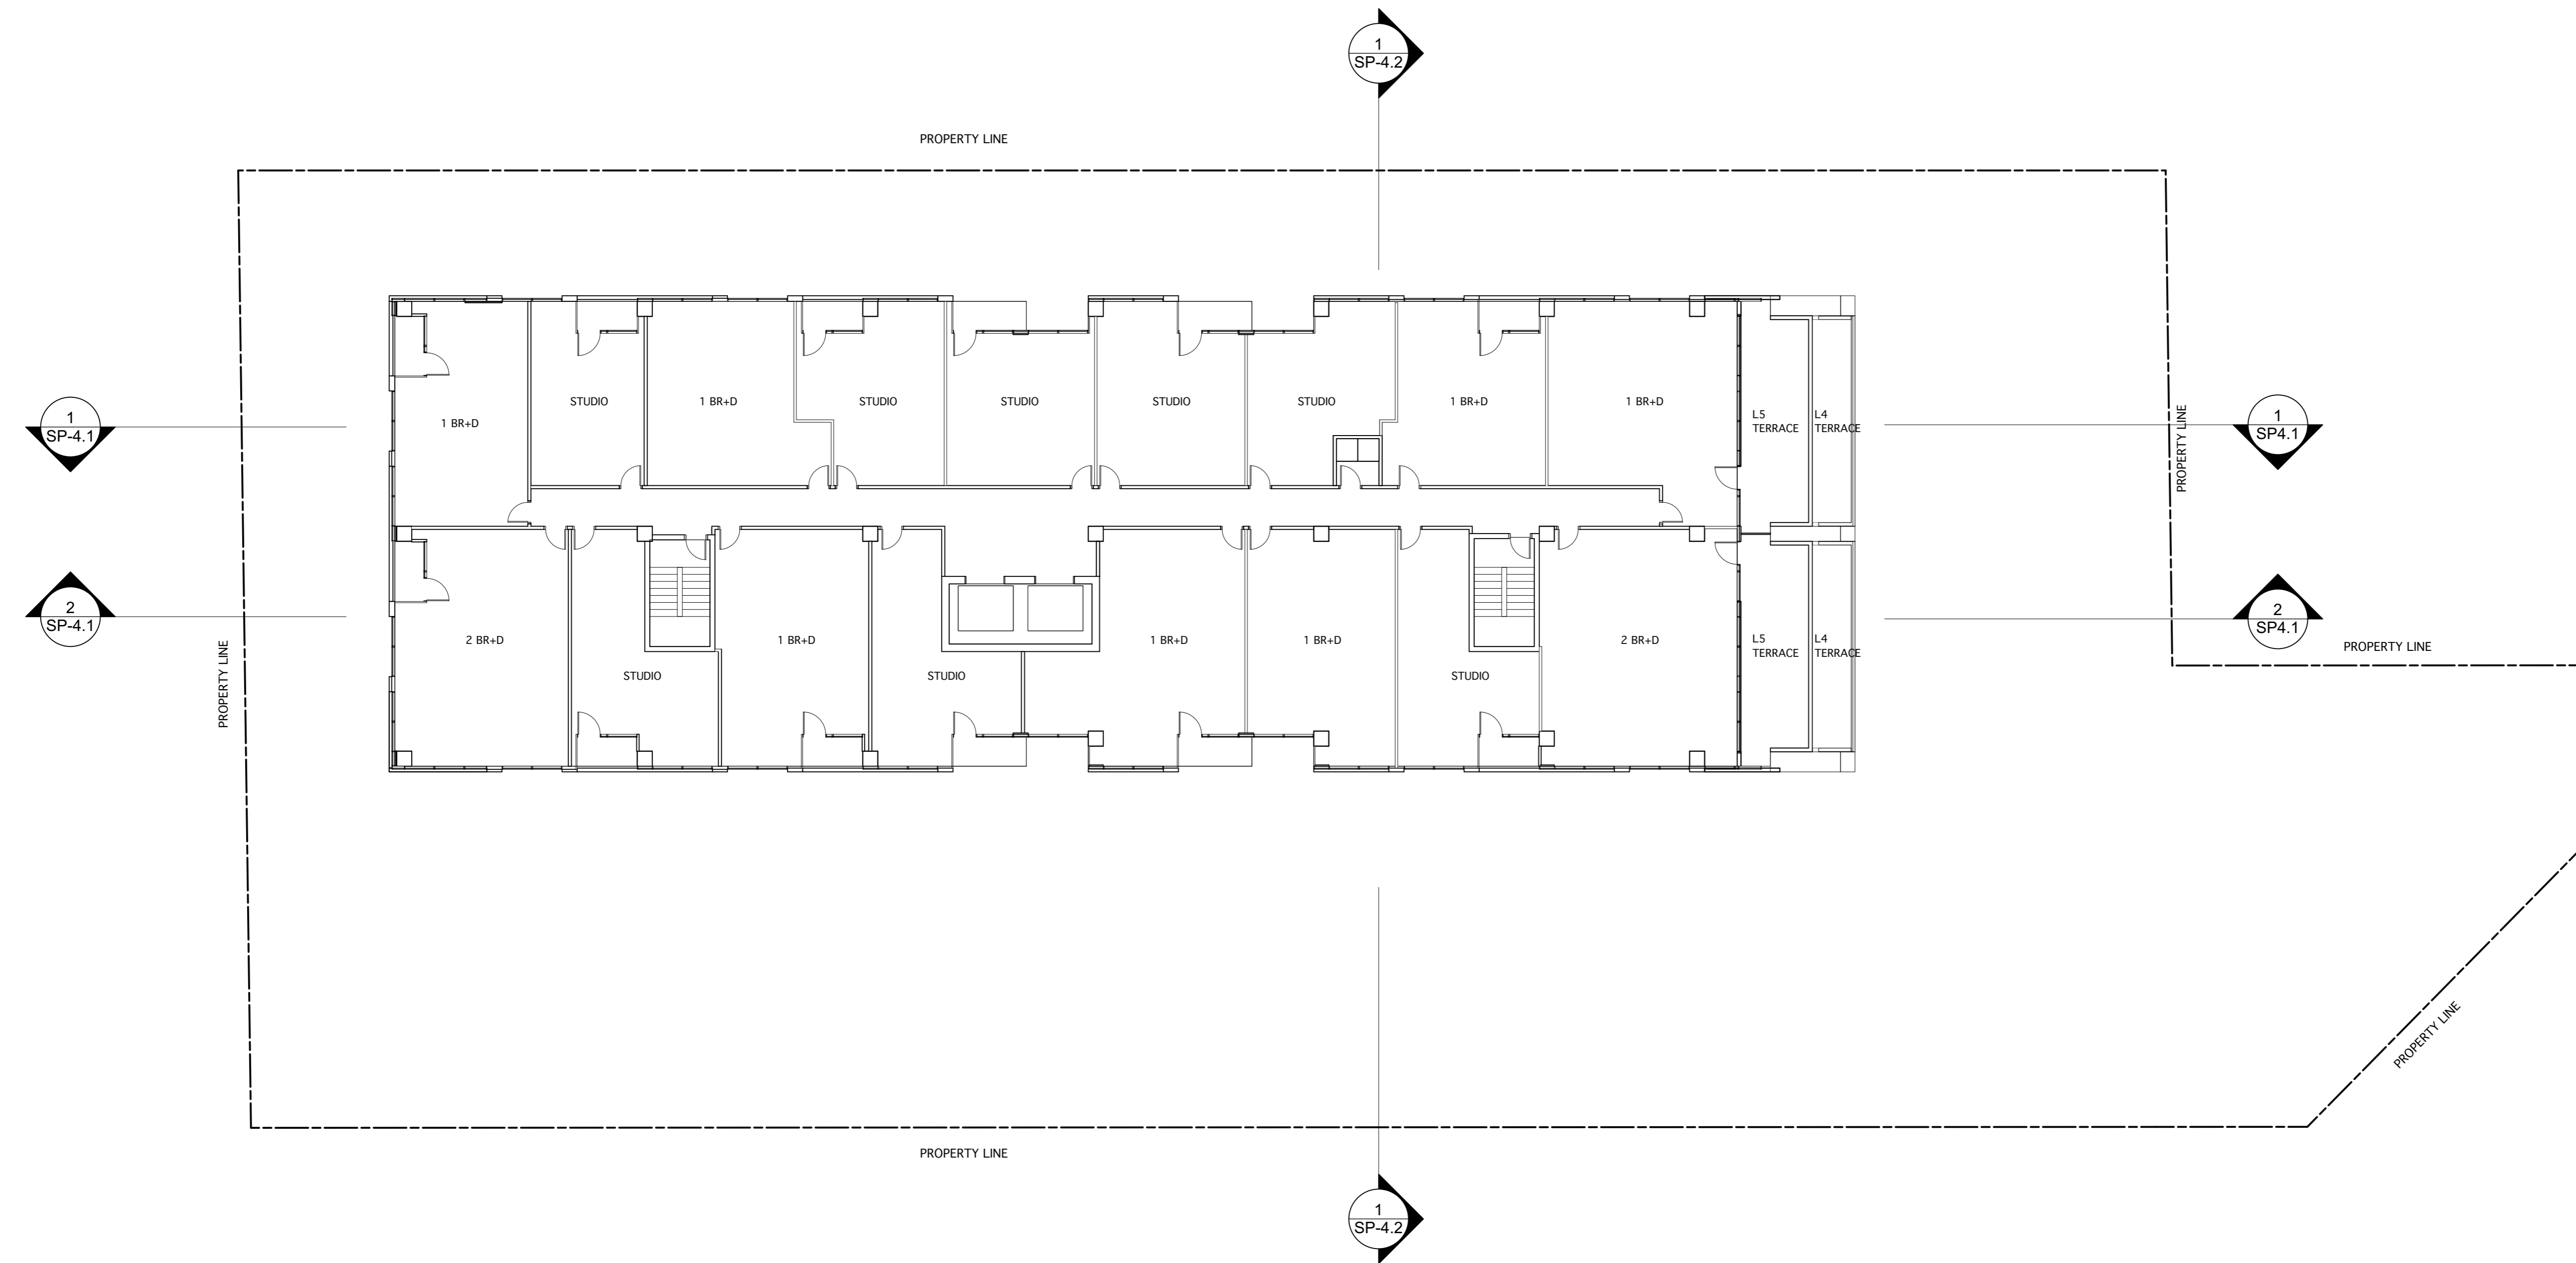 1
SP-4.2
PROPERTY LINE
STUDIO
1 BR+D
STUDIO
STUDIO
STUDIO
STUDIO
1 BR+D
1 BR+D
1 BR+D
L5
TERRACE
L4
TERRACE
PROPERTY LINE
1
SP-4.1
1
SP4.1
2
SP-4.1
2
SP4.1
2 BR+D
1 BR+D
1 BR+D
1 BR+D
2 BR+D
L5
TERRACE
L4
TERRACE
PROPERTY LINE
PROPERTY LINE
STUDIO
STUDIO
STUDIO
PROPERTY LINE
PROPERTY LINE
1
SP-4.2